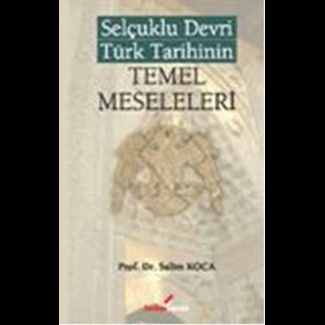 Selçuklu Devri
Türk Tarihinin
TEMEL
MESELELERİ
Prof. Dr. Salim KOCA